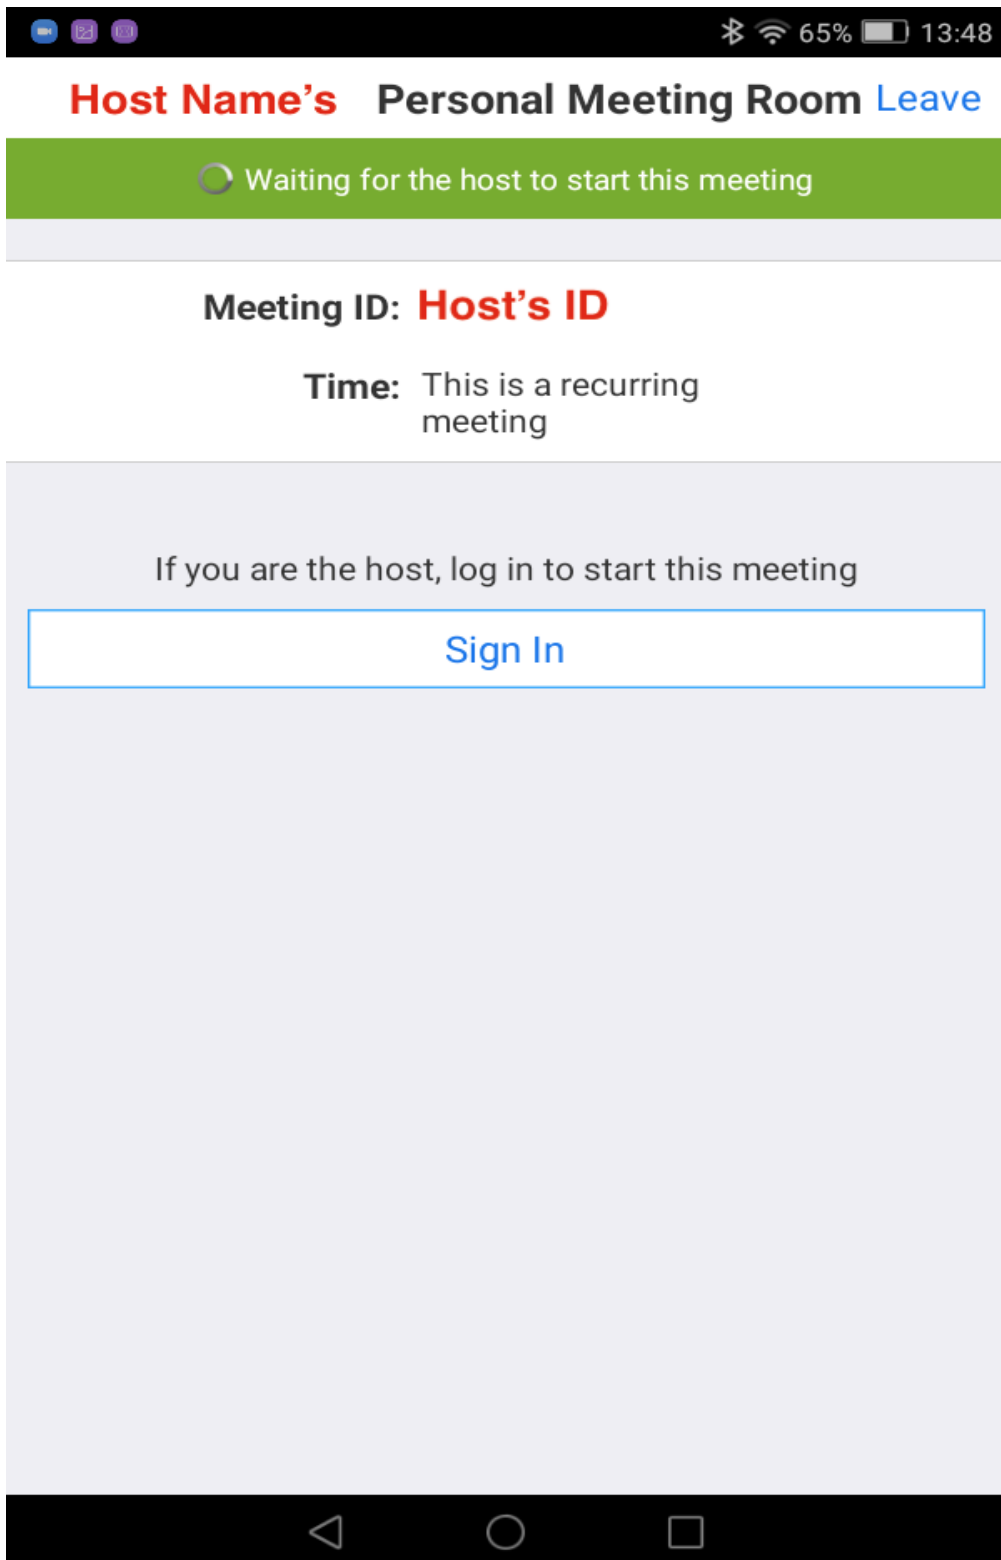 65% 13:48
Host Name’s Personal Meeting Room Leave
Waiting for the host to start this meeting
Meeting ID: Host’s ID
Time: This is a recurring
meeting
If you are the host, log in to start this meeting
Sign In